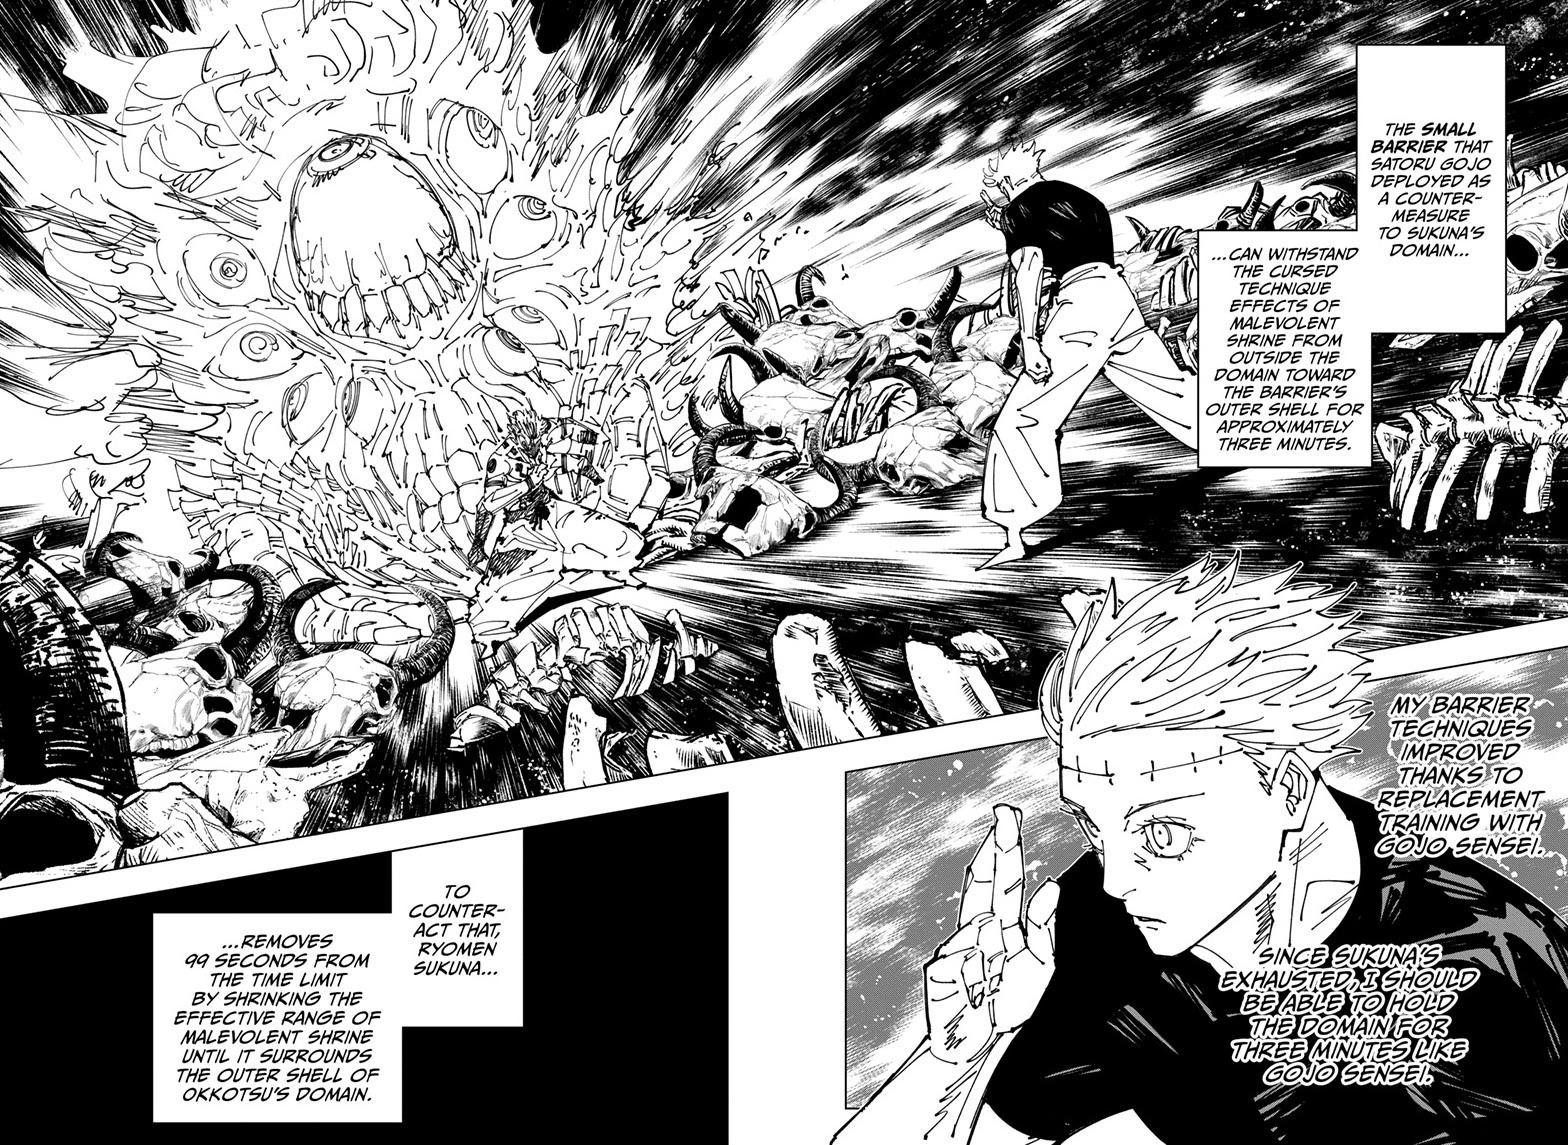 THE SMALL
BARRIER THAT
SATORU GOJO
DEPLOYED AS
A COUNTER-
MEASURE
TO SUKUNA'S
DOMAIN...
...CAN WITHSTAND
THE CURSED
TECHNIQUE
EFFECTS OF
MALEVOLENT
SHRINE FROM
OUTSIDE THE
DOMAIN TOWARD
THE BARRIER'S
OUTER SHELL FOR
APPROXIMATELY
THREE MINUTES.
MY BARRIER
TECHNIQUES
IMPROVED
THANKS TO
REPLACEMENT
TRAINING WITH
GOJO SENSEI.
SINCE SUKUNA'S
EXHAUSTED, I SHOULD
BE ABLE TO HOLD
THE DOMAIN FOR
THREE MINUTES LIKE
GOJO SENSEI.
TO
COUNTER-
ACT THAT,
RYOMEN
SUKUNA...
...REMOVES
99 SECONDS FROM
THE TIME LIMIT
BY SHRINKING THE
EFFECTIVE RANGE OF
MALEVOLENT SHRINE
UNTIL IT SURROUNDS
THE OUTER SHELL OF
OKKOTSU'S DOMAIN.